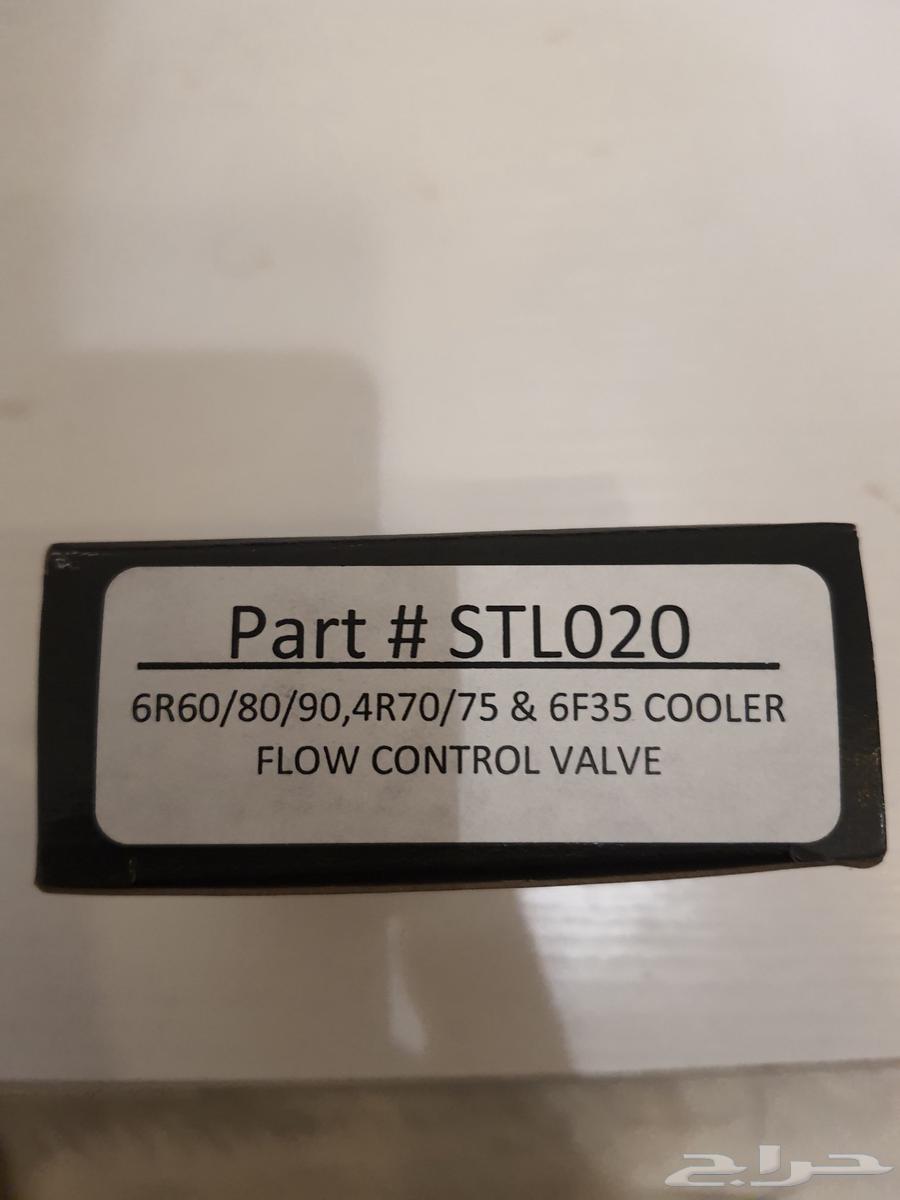 Part # STL020
6R60/80/90,4R70/75 & 6F35 COOLER
FLOW CONTROL VALVE
حراج